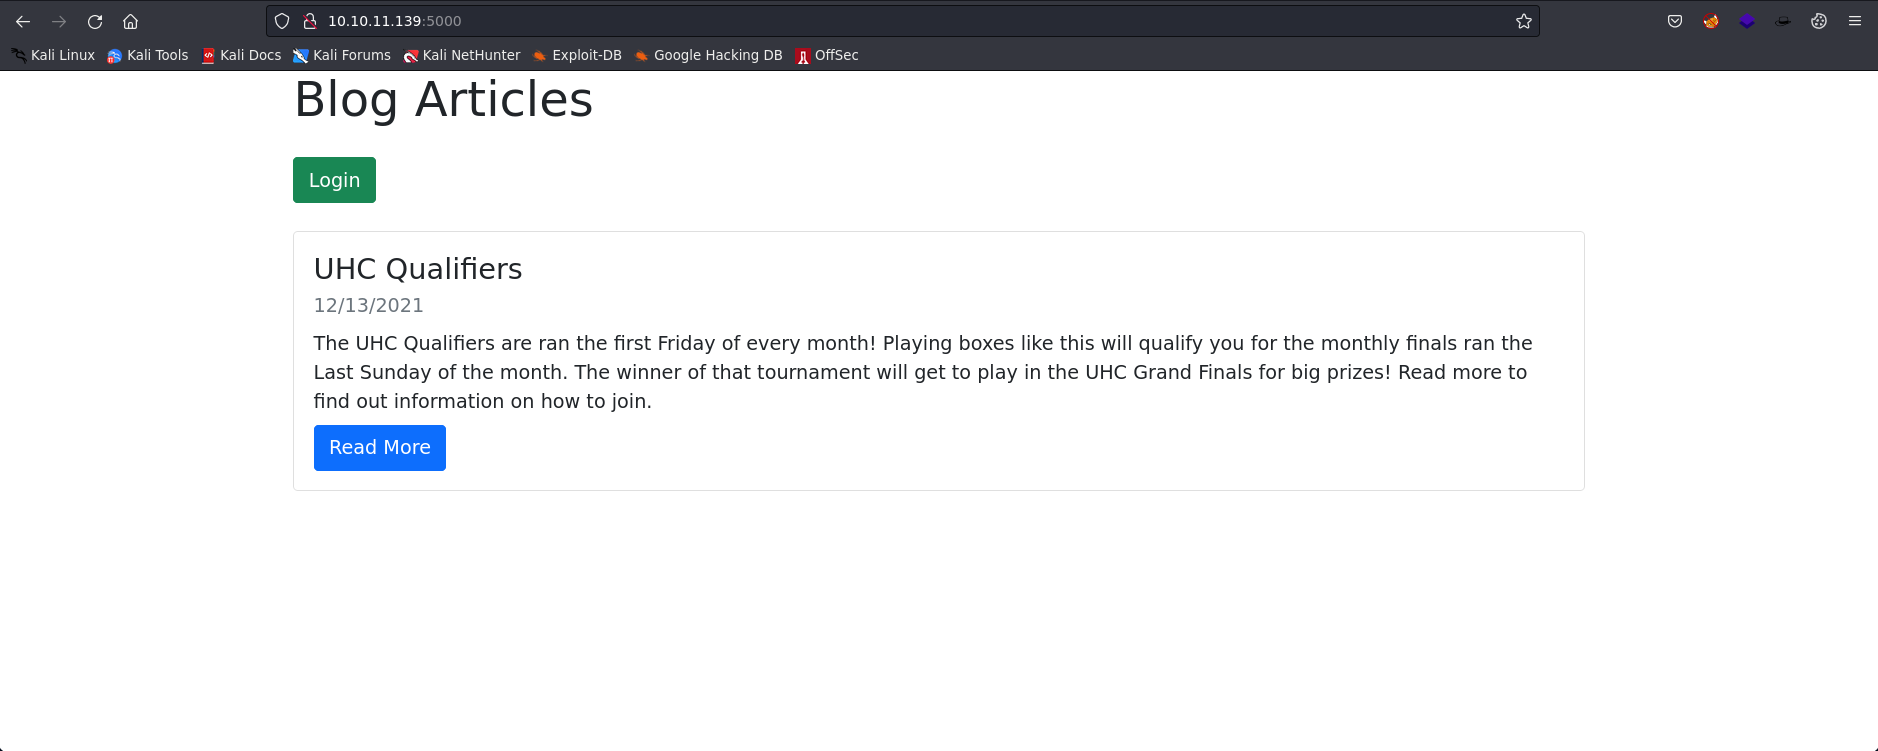 10.10.11.139:5000
Kali Linux Kali Tools Kali Docs Kali Forums Kali NetHunter Exploit-DB Google Hacking DB OffSec
Blog Articles
Login
UHC Qualifiers
12/13/2021
The UHC Qualifiers are ran the first Friday of every month! Playing boxes like this will qualify you for the monthly finals ran the
Last Sunday of the month. The winner of that tournament will get to play in the UHC Grand Finals for big prizes! Read more to
find out information on how to join.
Read More